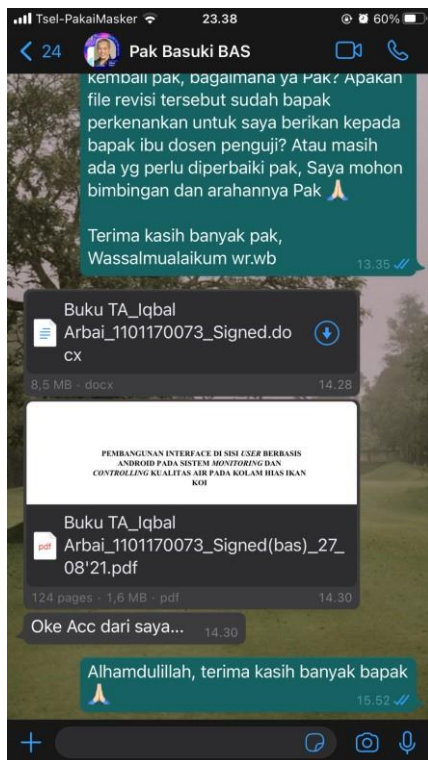 Tsel-PakaiMasker
23.38
60%
24
Pak Basuki BAS
kembali pak, bagaimana ya Pak? Apakah
file revisi tersebut sudah bapak
perkenankan untuk saya berikan kepada
bapak ibu dosen penguji? Atau masih
ada yg perlu diperbaiki pak, Saya mohon
bimbingan dan arahannya Pak 🙏🏻
Terima kasih banyak pak,
Wassalmualaikum wr.wb
13.35
Buku TA_Iqbal
Arbai_1101170073_Signed.do
cx
8,5 MB · docx
14.28
PEMBANGUNAN INTERFACE DI SISI USER BERBASIS
ANDROID PADA SISTEM MONITORING DAN
CONTROLLING KUALITAS AIR PADA KOLAM HIAS IKAN
KOI
pdf
Buku TA_Iqbal
Arbai_1101170073_Signed(bas)_27_
08'21.pdf
124 pages · 1,6 MB · pdf
14.30
Oke Acc dari saya...
14.30
Alhamdulillah, terima kasih banyak bapak
🙏🏻
15.52